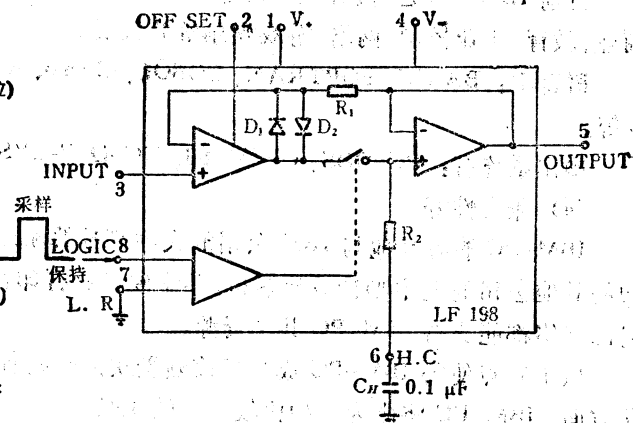 OFF SET 2 1 V+ 4 V-
R₁
D₁ D₂
- -
+ +
5
INPUT OUTPUT
3
采样
LOGIC 8
R₂
保持 7
L. R
LF 198
6 H.C
C_H 0.1 μF